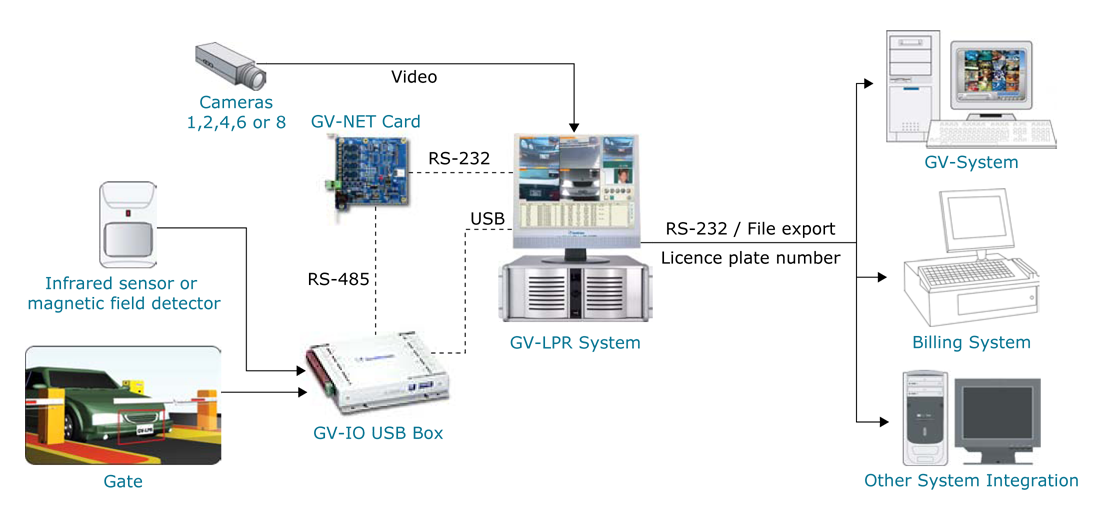 Video
Cameras
1,2,4,6 or 8
GV-NET Card
RS-232
GV-System
USB
RS-485
RS-232 / File export
Licence plate number
Infrared sensor or
magnetic field detector
GV-LPR System
Billing System
GV-LPR
GV-IO USB Box
Gate
Other System Integration